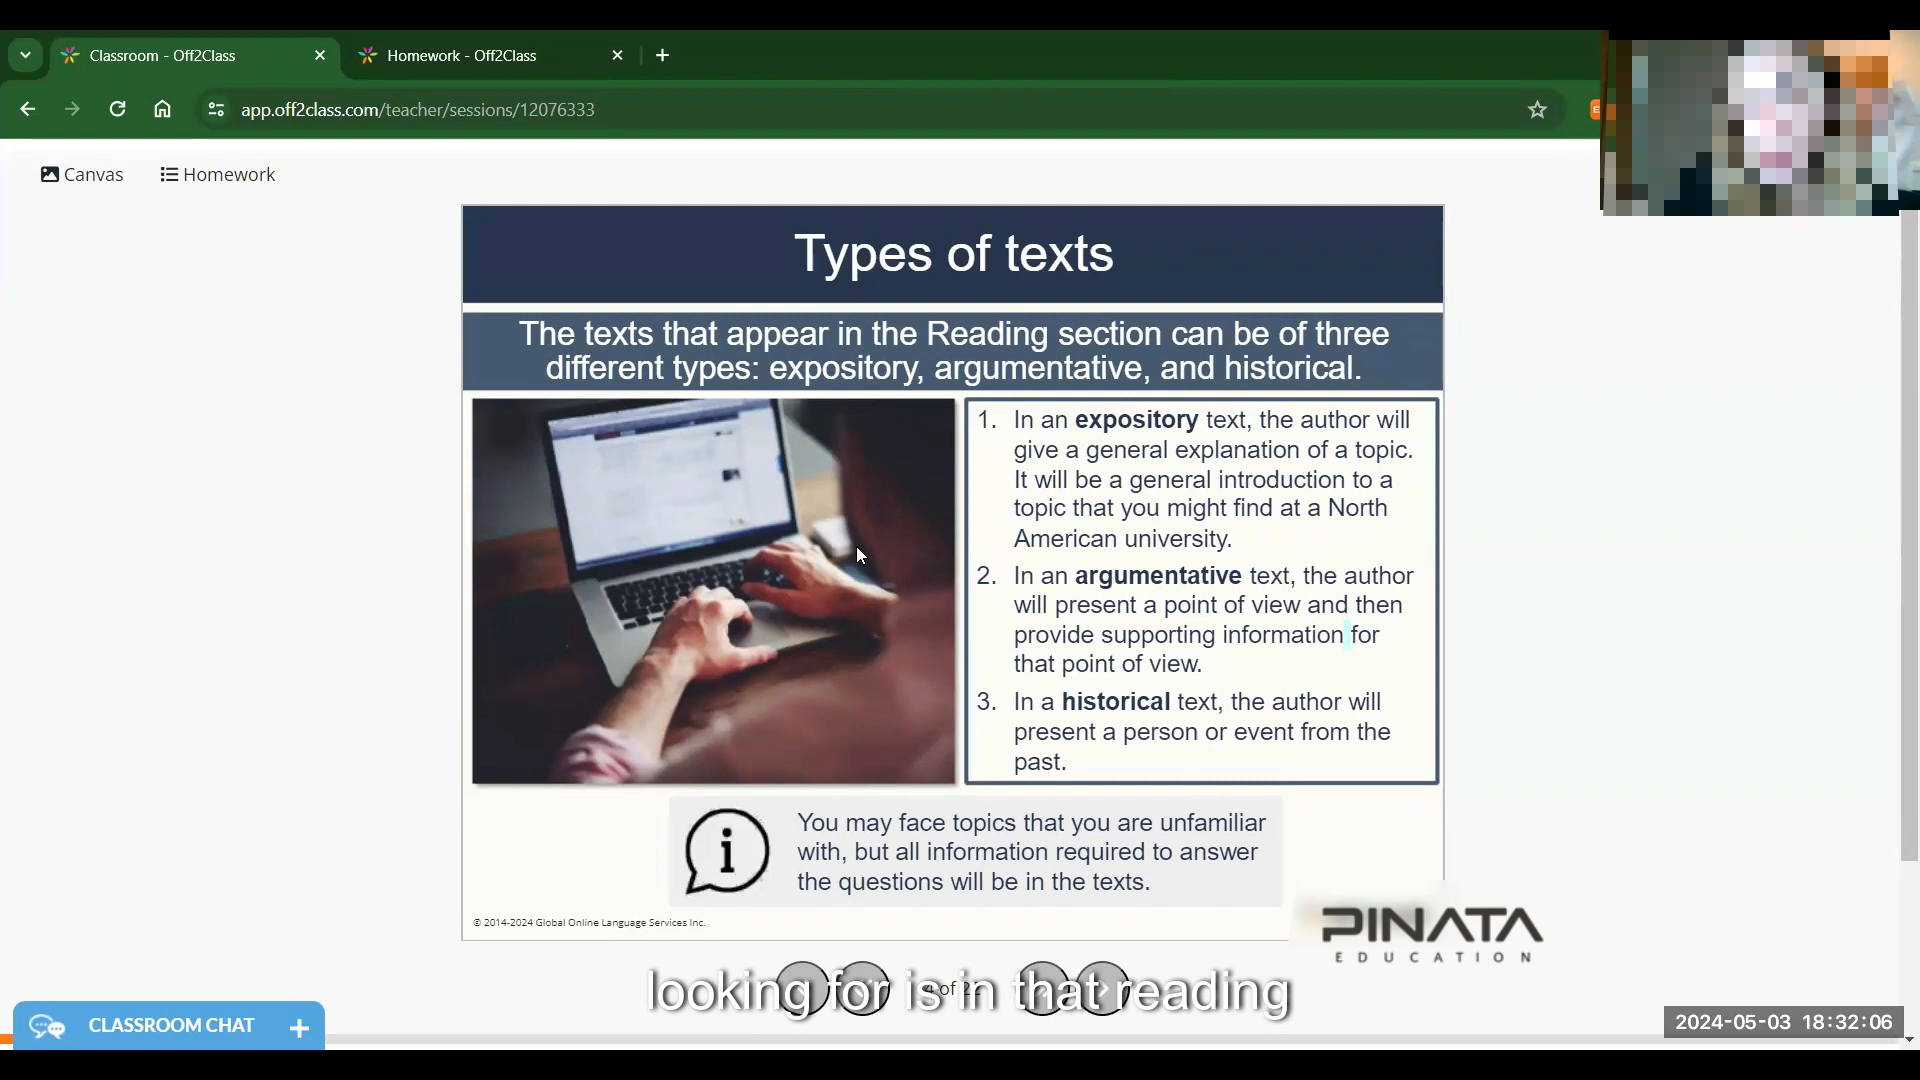 Classroom - Off2Class
Homework - Off2Class
app.off2class.com/teacher/sessions/12076333
Canvas
Homework
Types of texts
The texts that appear in the Reading section can be of three
different types: expository, argumentative, and historical.
1. In an expository text, the author will
give a general explanation of a topic.
It will be a general introduction to a
topic that you might find at a North
American university.
2. In an argumentative text, the author
will present a point of view and then
provide supporting information for
that point of view.
3. In a historical text, the author will
present a person or event from the
past.
You may face topics that you are unfamiliar
with, but all information required to answer
the questions will be in the texts.
© 2014-2024 Global Online Language Services Inc.
PINATA
EDUCATION
looking for is in that reading
CLASSROOM CHAT
2024-05-03 18:32:06